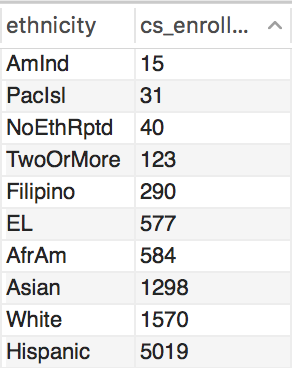 ethnicity cs_enroll...
AmInd 15
PacIsl 31
NoEthRptd 40
TwoOrMore 123
Filipino 290
EL 577
AfrAm 584
Asian 1298
White 1570
Hispanic 5019